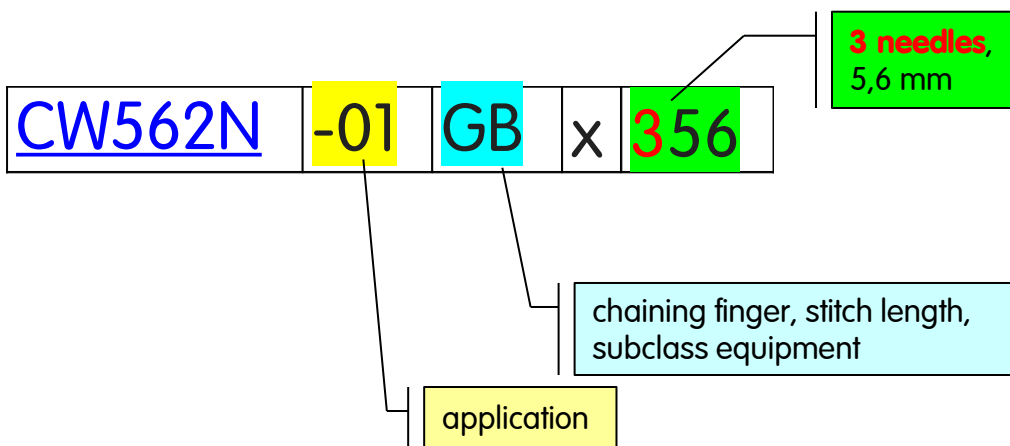 3 needles,
5,6 mm
CW562N -01 GB x 356
chaining finger, stitch length,
subclass equipment
application